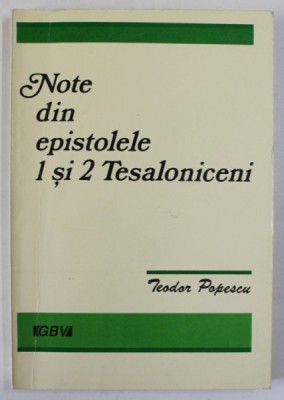 Note
din
epistolele
1 și 2 Tesaloniceni
Teodor Popescu
GBV